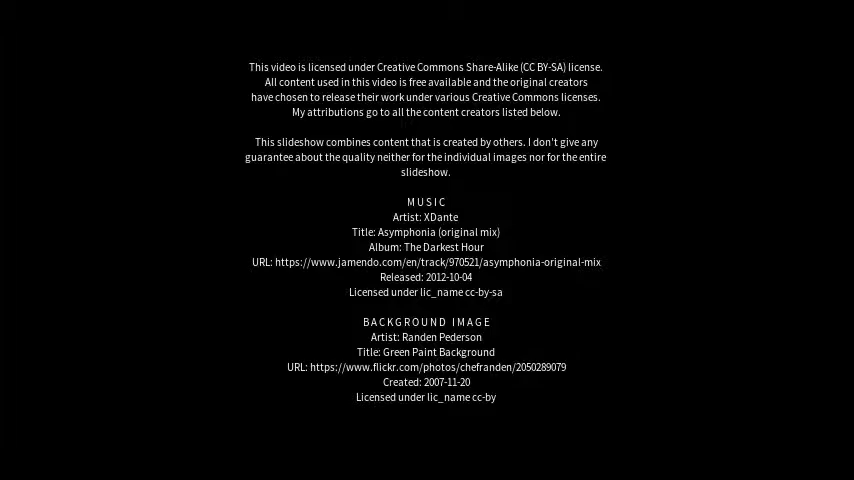 This video is licensed under Creative Commons Share-Alike (CC BY-SA) license.
All content used in this video is free available and the original creators
have chosen to release their work under various Creative Commons licenses.
My attributions go to all the content creators listed below.
This slideshow combines content that is created by others. I don't give any
guarantee about the quality neither for the individual images nor for the entire
slideshow.
M U S I C
Artist: XDante
Title: Asymphonia (original mix)
Album: The Darkest Hour
URL: https://www.jamendo.com/en/track/970521/asymphonia-original-mix
Released: 2012-10-04
Licensed under lic_name cc-by-sa
B A C K G R O U N D   I M A G E
Artist: Randen Pederson
Title: Green Paint Background
URL: https://www.flickr.com/photos/chefranden/2050289079
Created: 2007-11-20
Licensed under lic_name cc-by